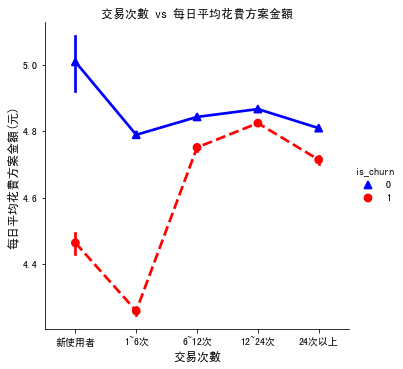 交易次數 vs 每日平均花費方案金額
每日平均花費方案金額(元)
5.0
4.8
4.6
4.4
新使用者
1~6次
6~12次
12~24次
24次以上
交易次數
is_churn
0
1